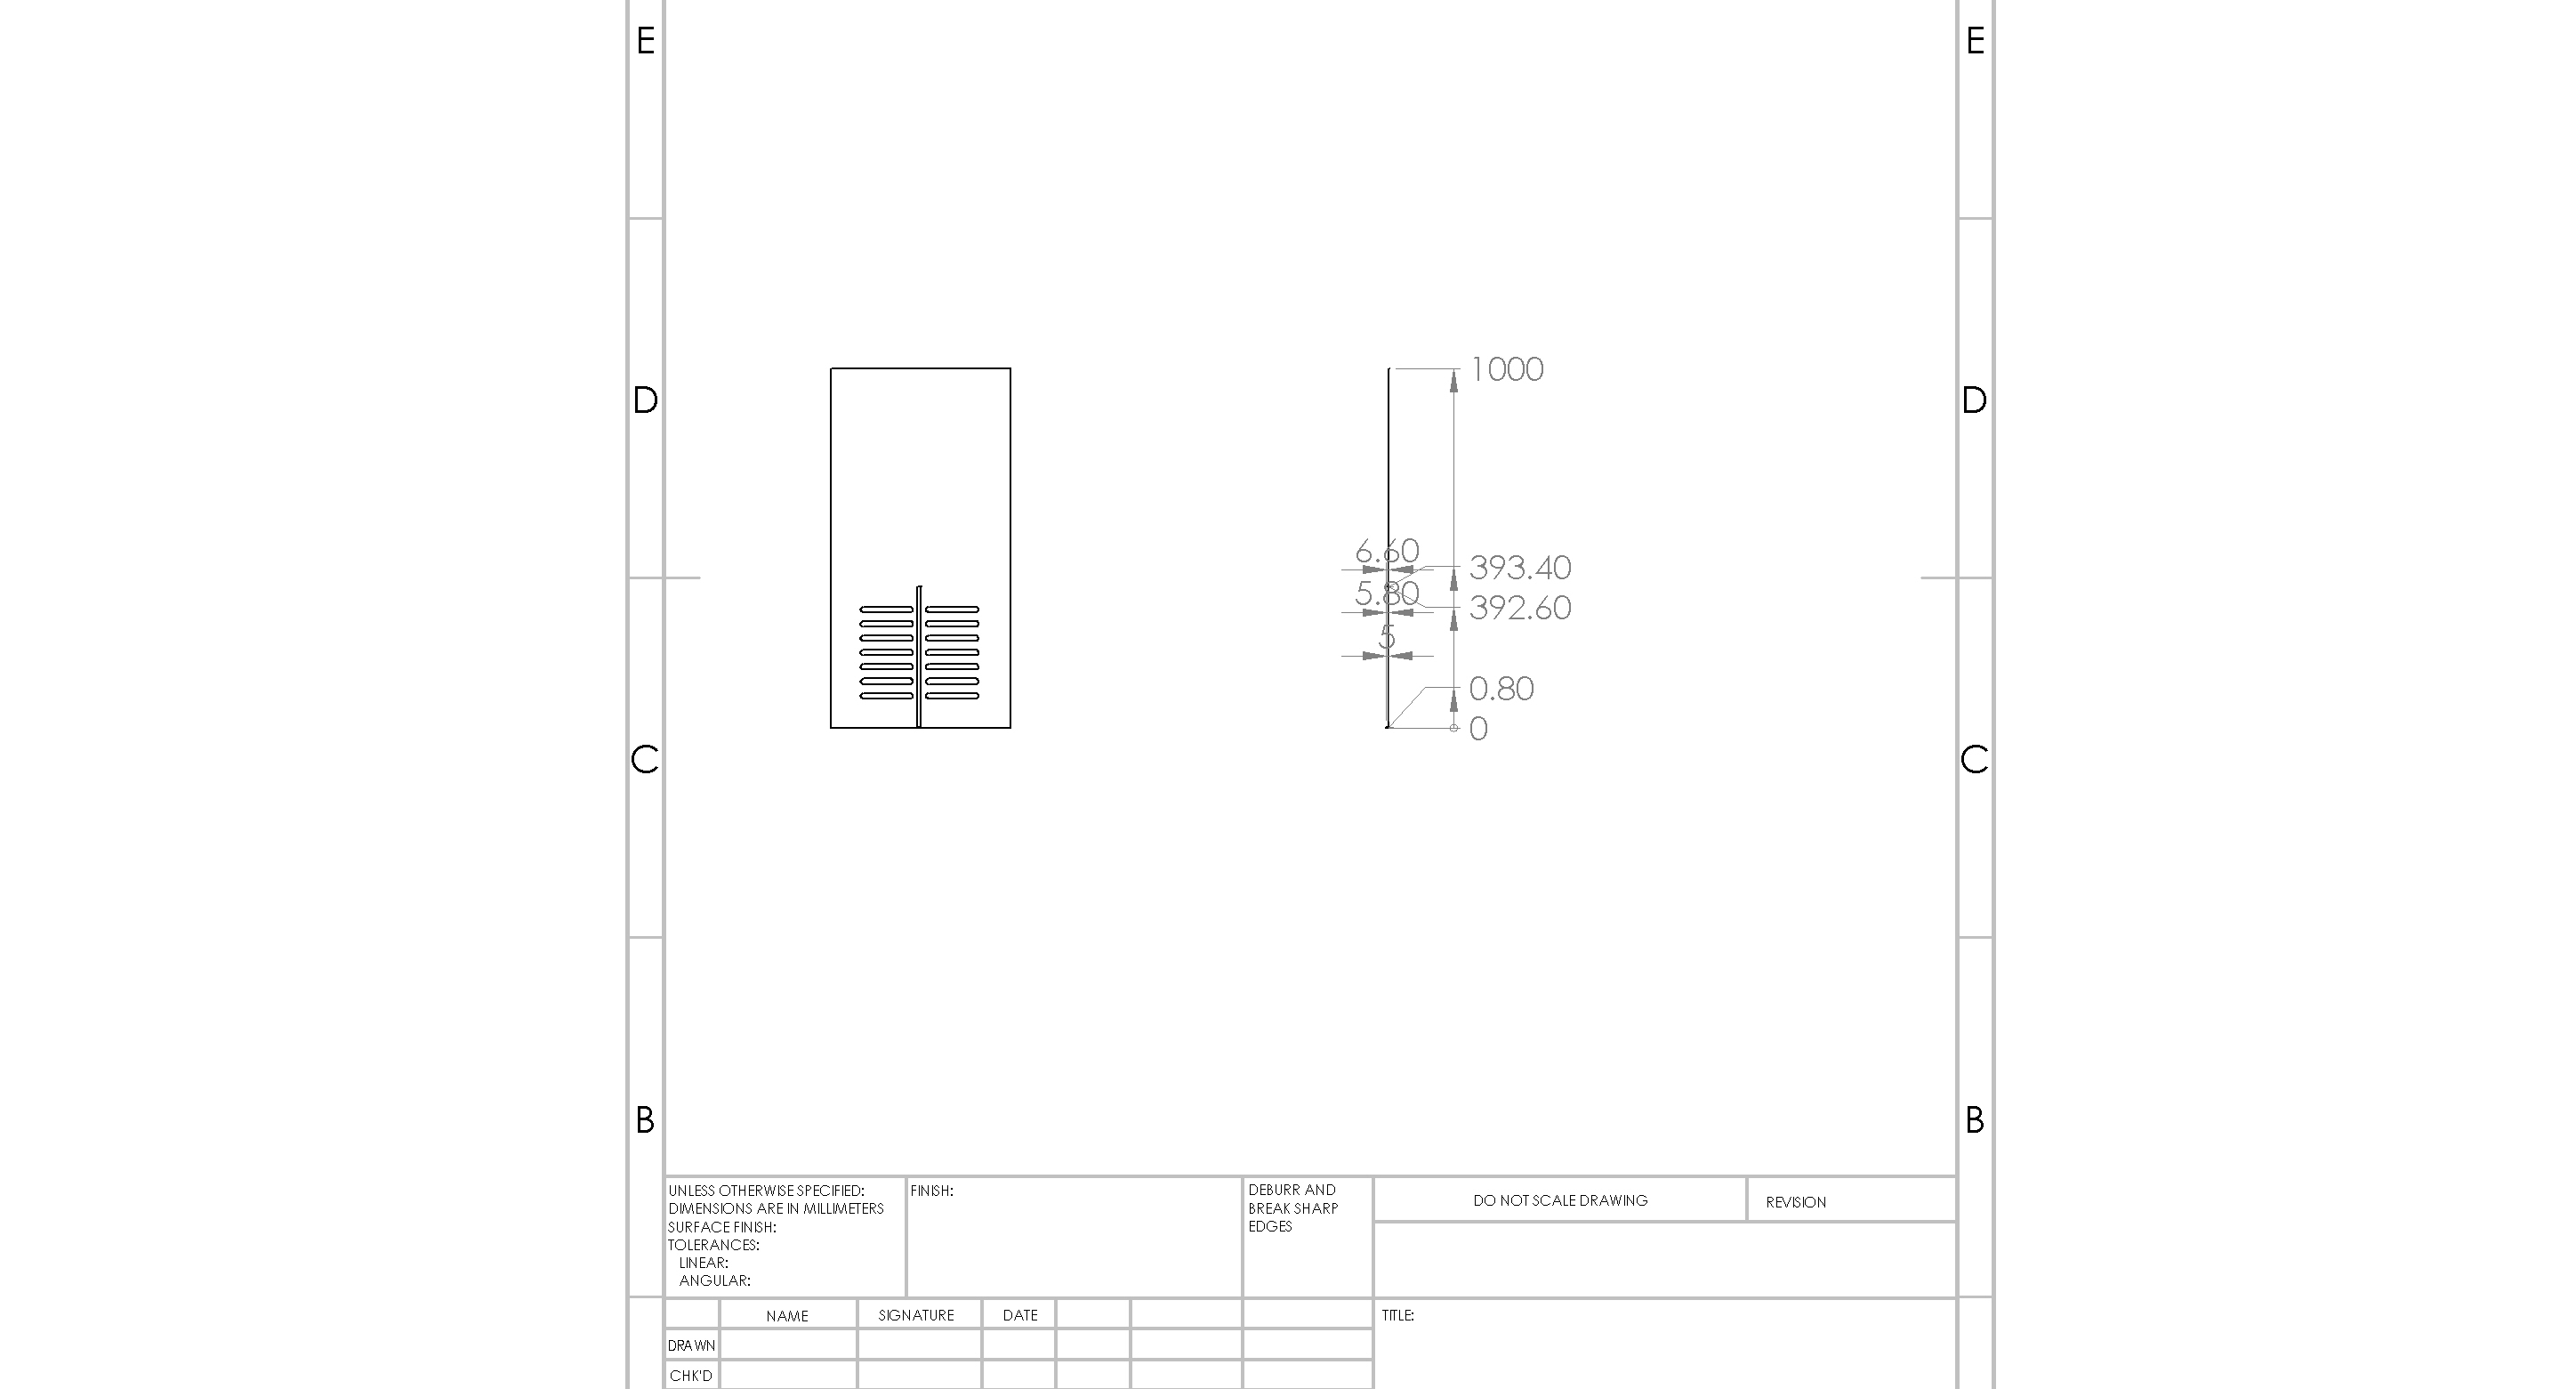 E
E
D
D
C
C
B
B
1000
6.60
393.40
5.80
392.60
5
0.80
0
UNLESS OTHERWISE SPECIFIED:
DIMENSIONS ARE IN MILLIMETERS
SURFACE FINISH:
TOLERANCES:
LINEAR:
ANGULAR:
FINISH:
DEBURR AND
BREAK SHARP
EDGES
DO NOT SCALE DRAWING
REVISION
NAME
SIGNATURE
DATE
TITLE:
DRAWN
CHK'D